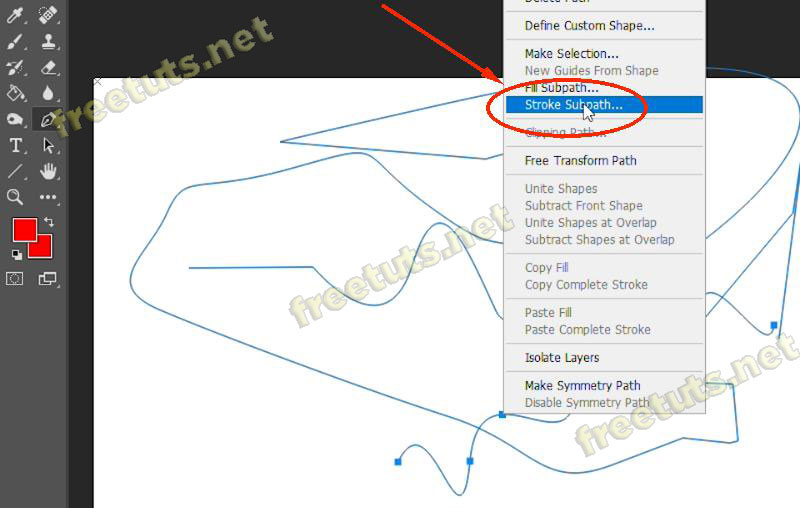 Delete Path
Define Custom Shape...
Make Selection...
New Guides From Shape
Fill Subpath...
Stroke Subpath...
Clipping Path...
Free Transform Path
Unite Shapes
Subtract Front Shape
Unite Shapes at Overlap
Subtract Shapes at Overlap
Copy Fill
Copy Complete Stroke
Paste Fill
Paste Complete Stroke
Isolate Layers
Make Symmetry Path
Disable Symmetry Path
freetuts.net
freetuts.net
freetuts.net